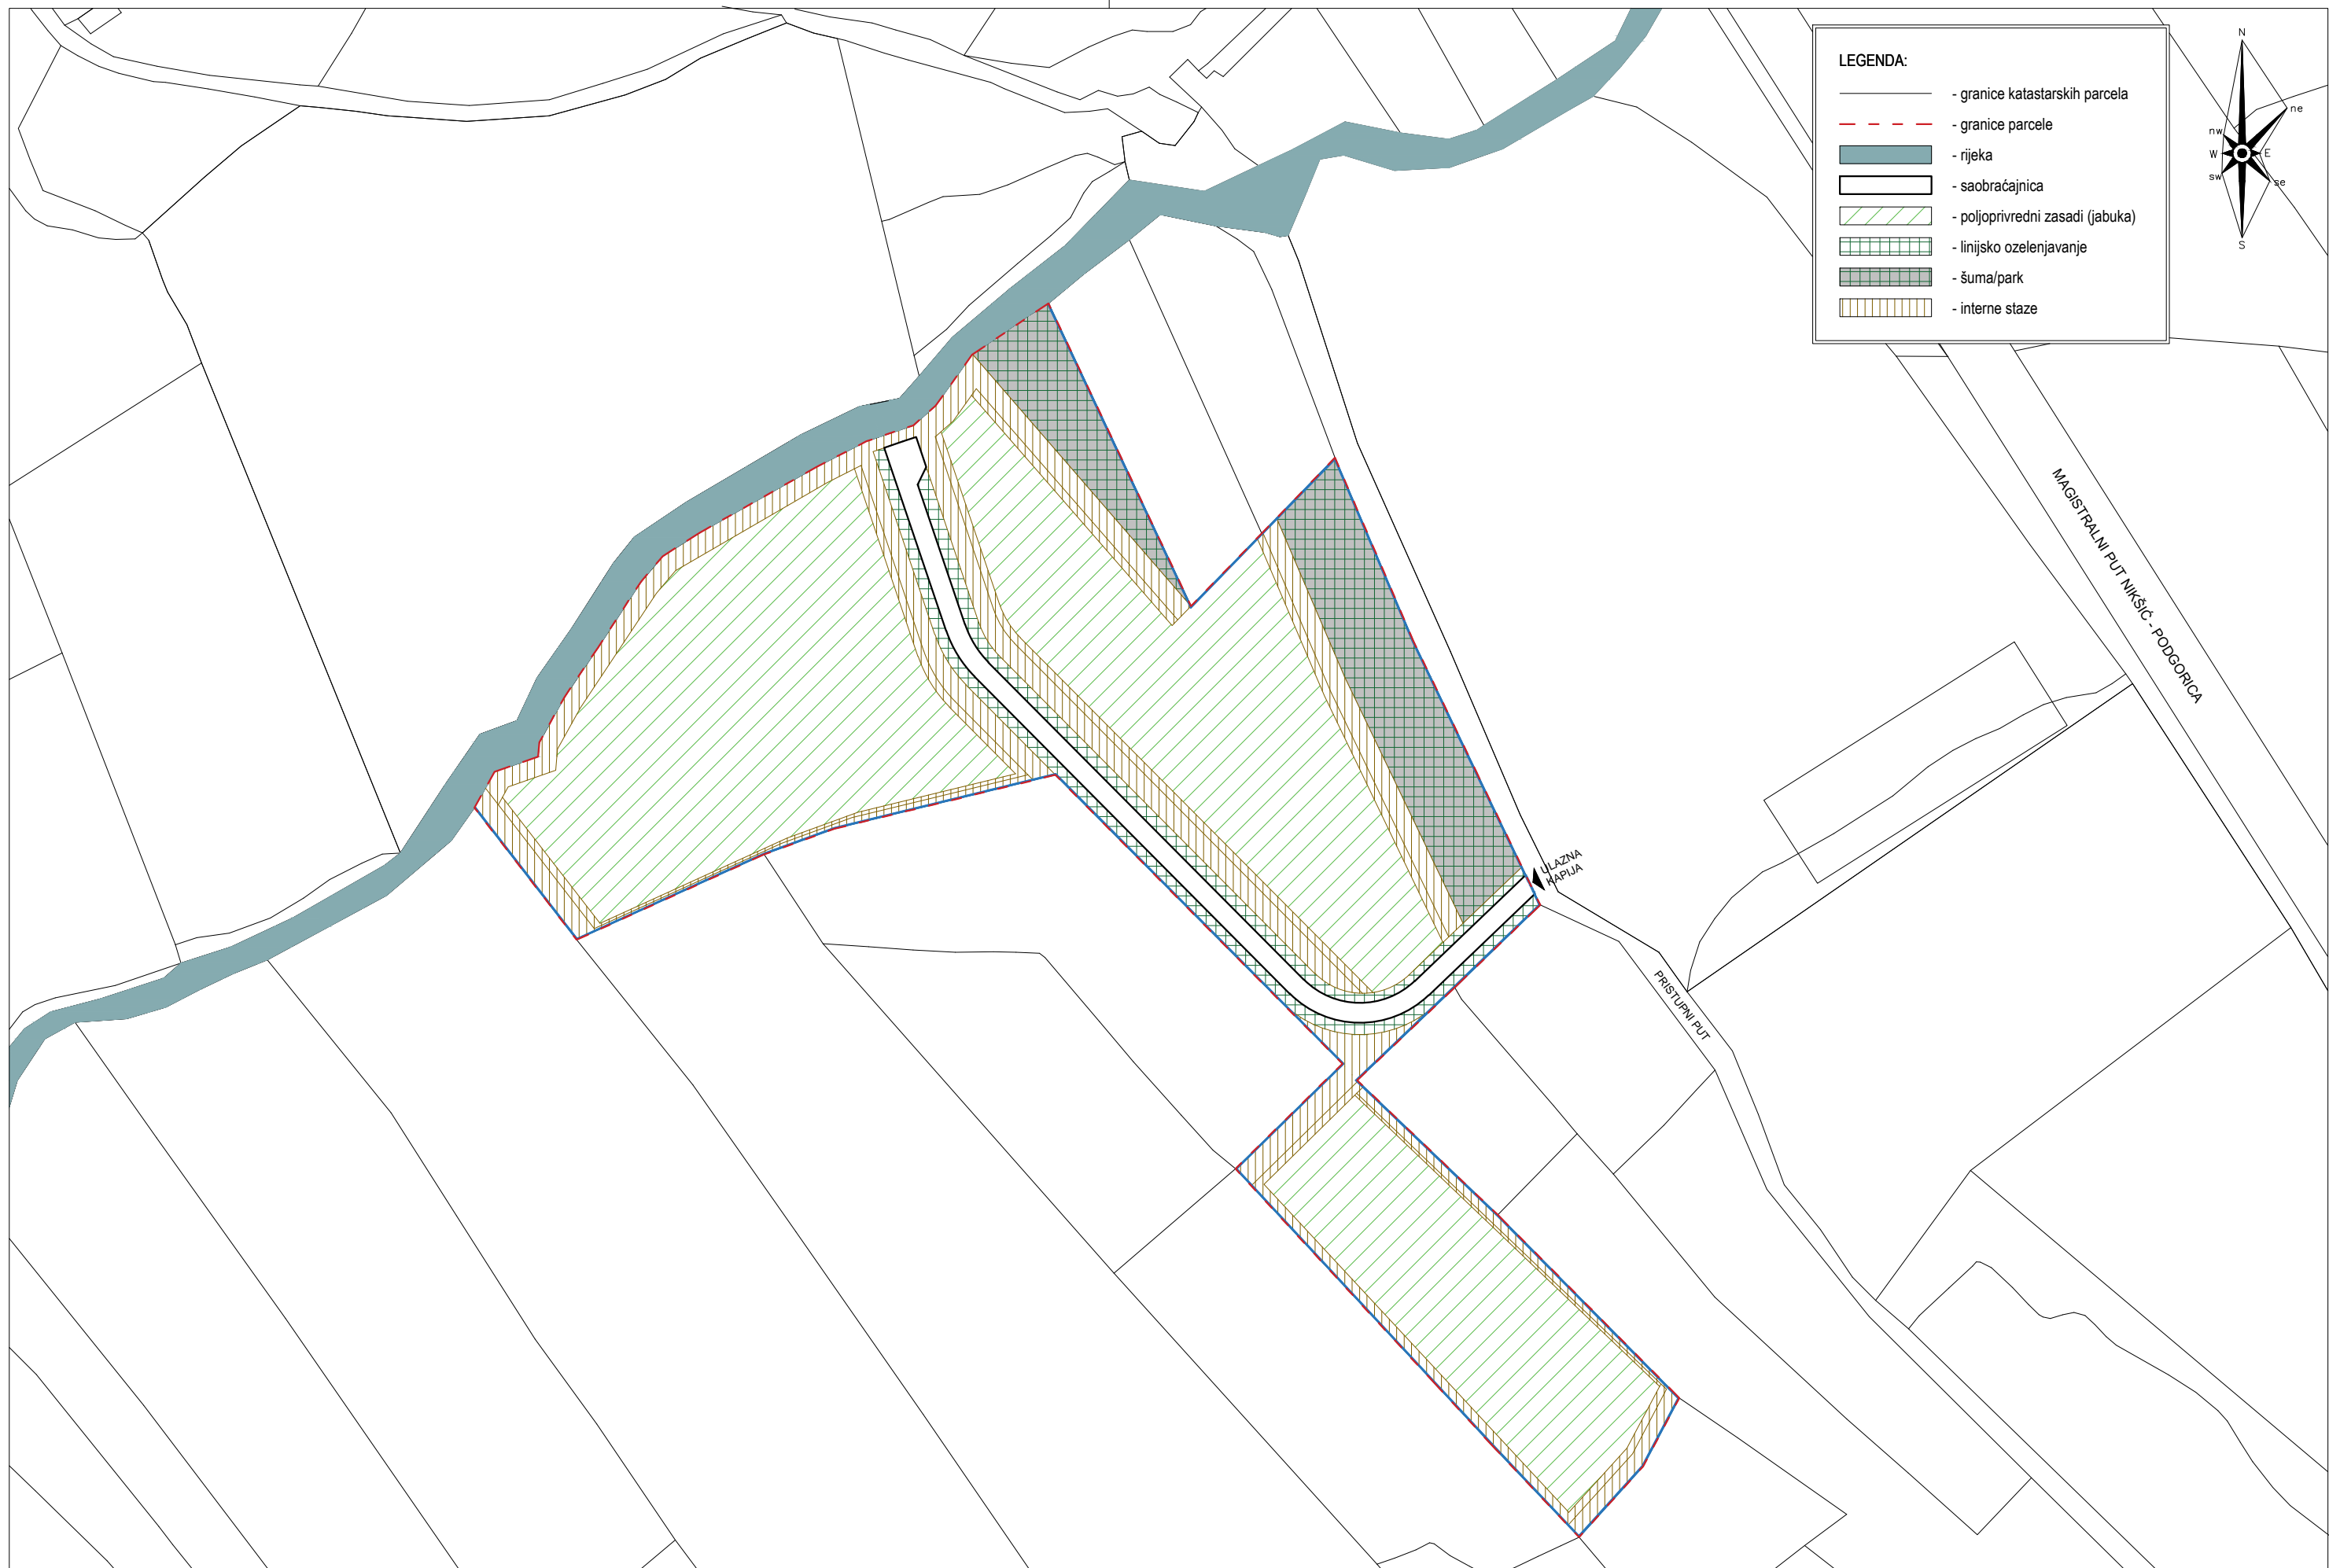 LEGENDA:
- granice katastarskih parcela
- granice parcele
- rijeka
- saobraćajnica
- poljoprivredni zasadi (jabuka)
- linijsko ozelenjavanje
- šuma/park
- interne staze
N
ne
nw
W
E
sw
se
S
MAGISTRALNI PUT NIKŠIĆ - PODGORICA
ULAZNA
KAPIJA
PRISTUPNI PUT